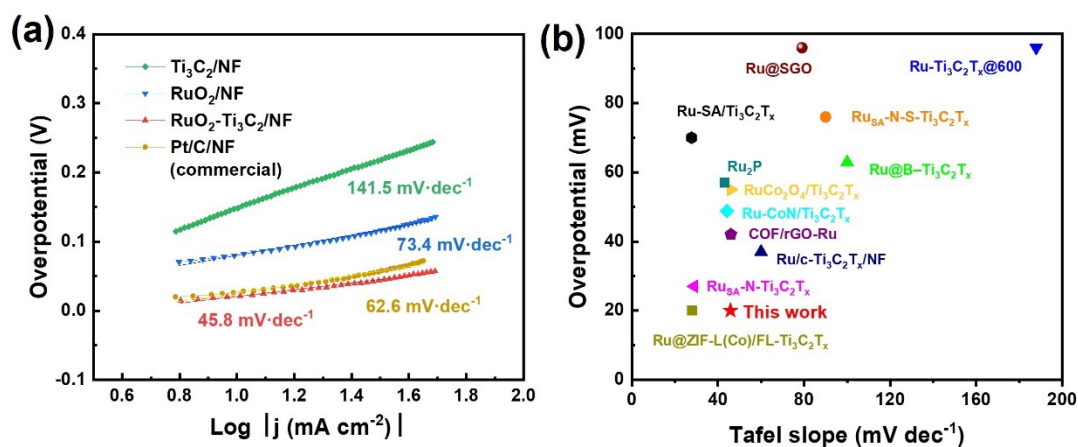 (a)
0.4
0.3
0.2
0.1
0.0
-0.1
Overpotential (V)
Ti₃C₂/NF
RuO₂/NF
RuO₂-Ti₃C₂/NF
Pt/C/NF
(commercial)
141.5 mV·dec⁻¹
73.4 mV·dec⁻¹
62.6 mV·dec⁻¹
45.8 mV·dec⁻¹
0.6 0.8 1.0 1.2 1.4 1.6 1.8 2.0
Log |j (mA cm⁻²)|
(b)
100
80
60
40
20
0
Overpotential (mV)
Ru@SGO
Ru-Ti₃C₂Tₓ@600
Ru-SA/Ti₃C₂Tₓ
Ru_SA-N-S-Ti₃C₂Tₓ
Ru₂P
Ru@B–Ti₃C₂Tₓ
RuCo₂O₄/Ti₃C₂Tₓ
Ru-CoN/Ti₃C₂Tₓ
COF/rGO-Ru
Ru/c-Ti₃C₂Tₓ/NF
Ru_SA-N-Ti₃C₂Tₓ
This work
Ru@ZIF-L(Co)/FL-Ti₃C₂Tₓ
0 40 80 120 160 200
Tafel slope (mV dec⁻¹)